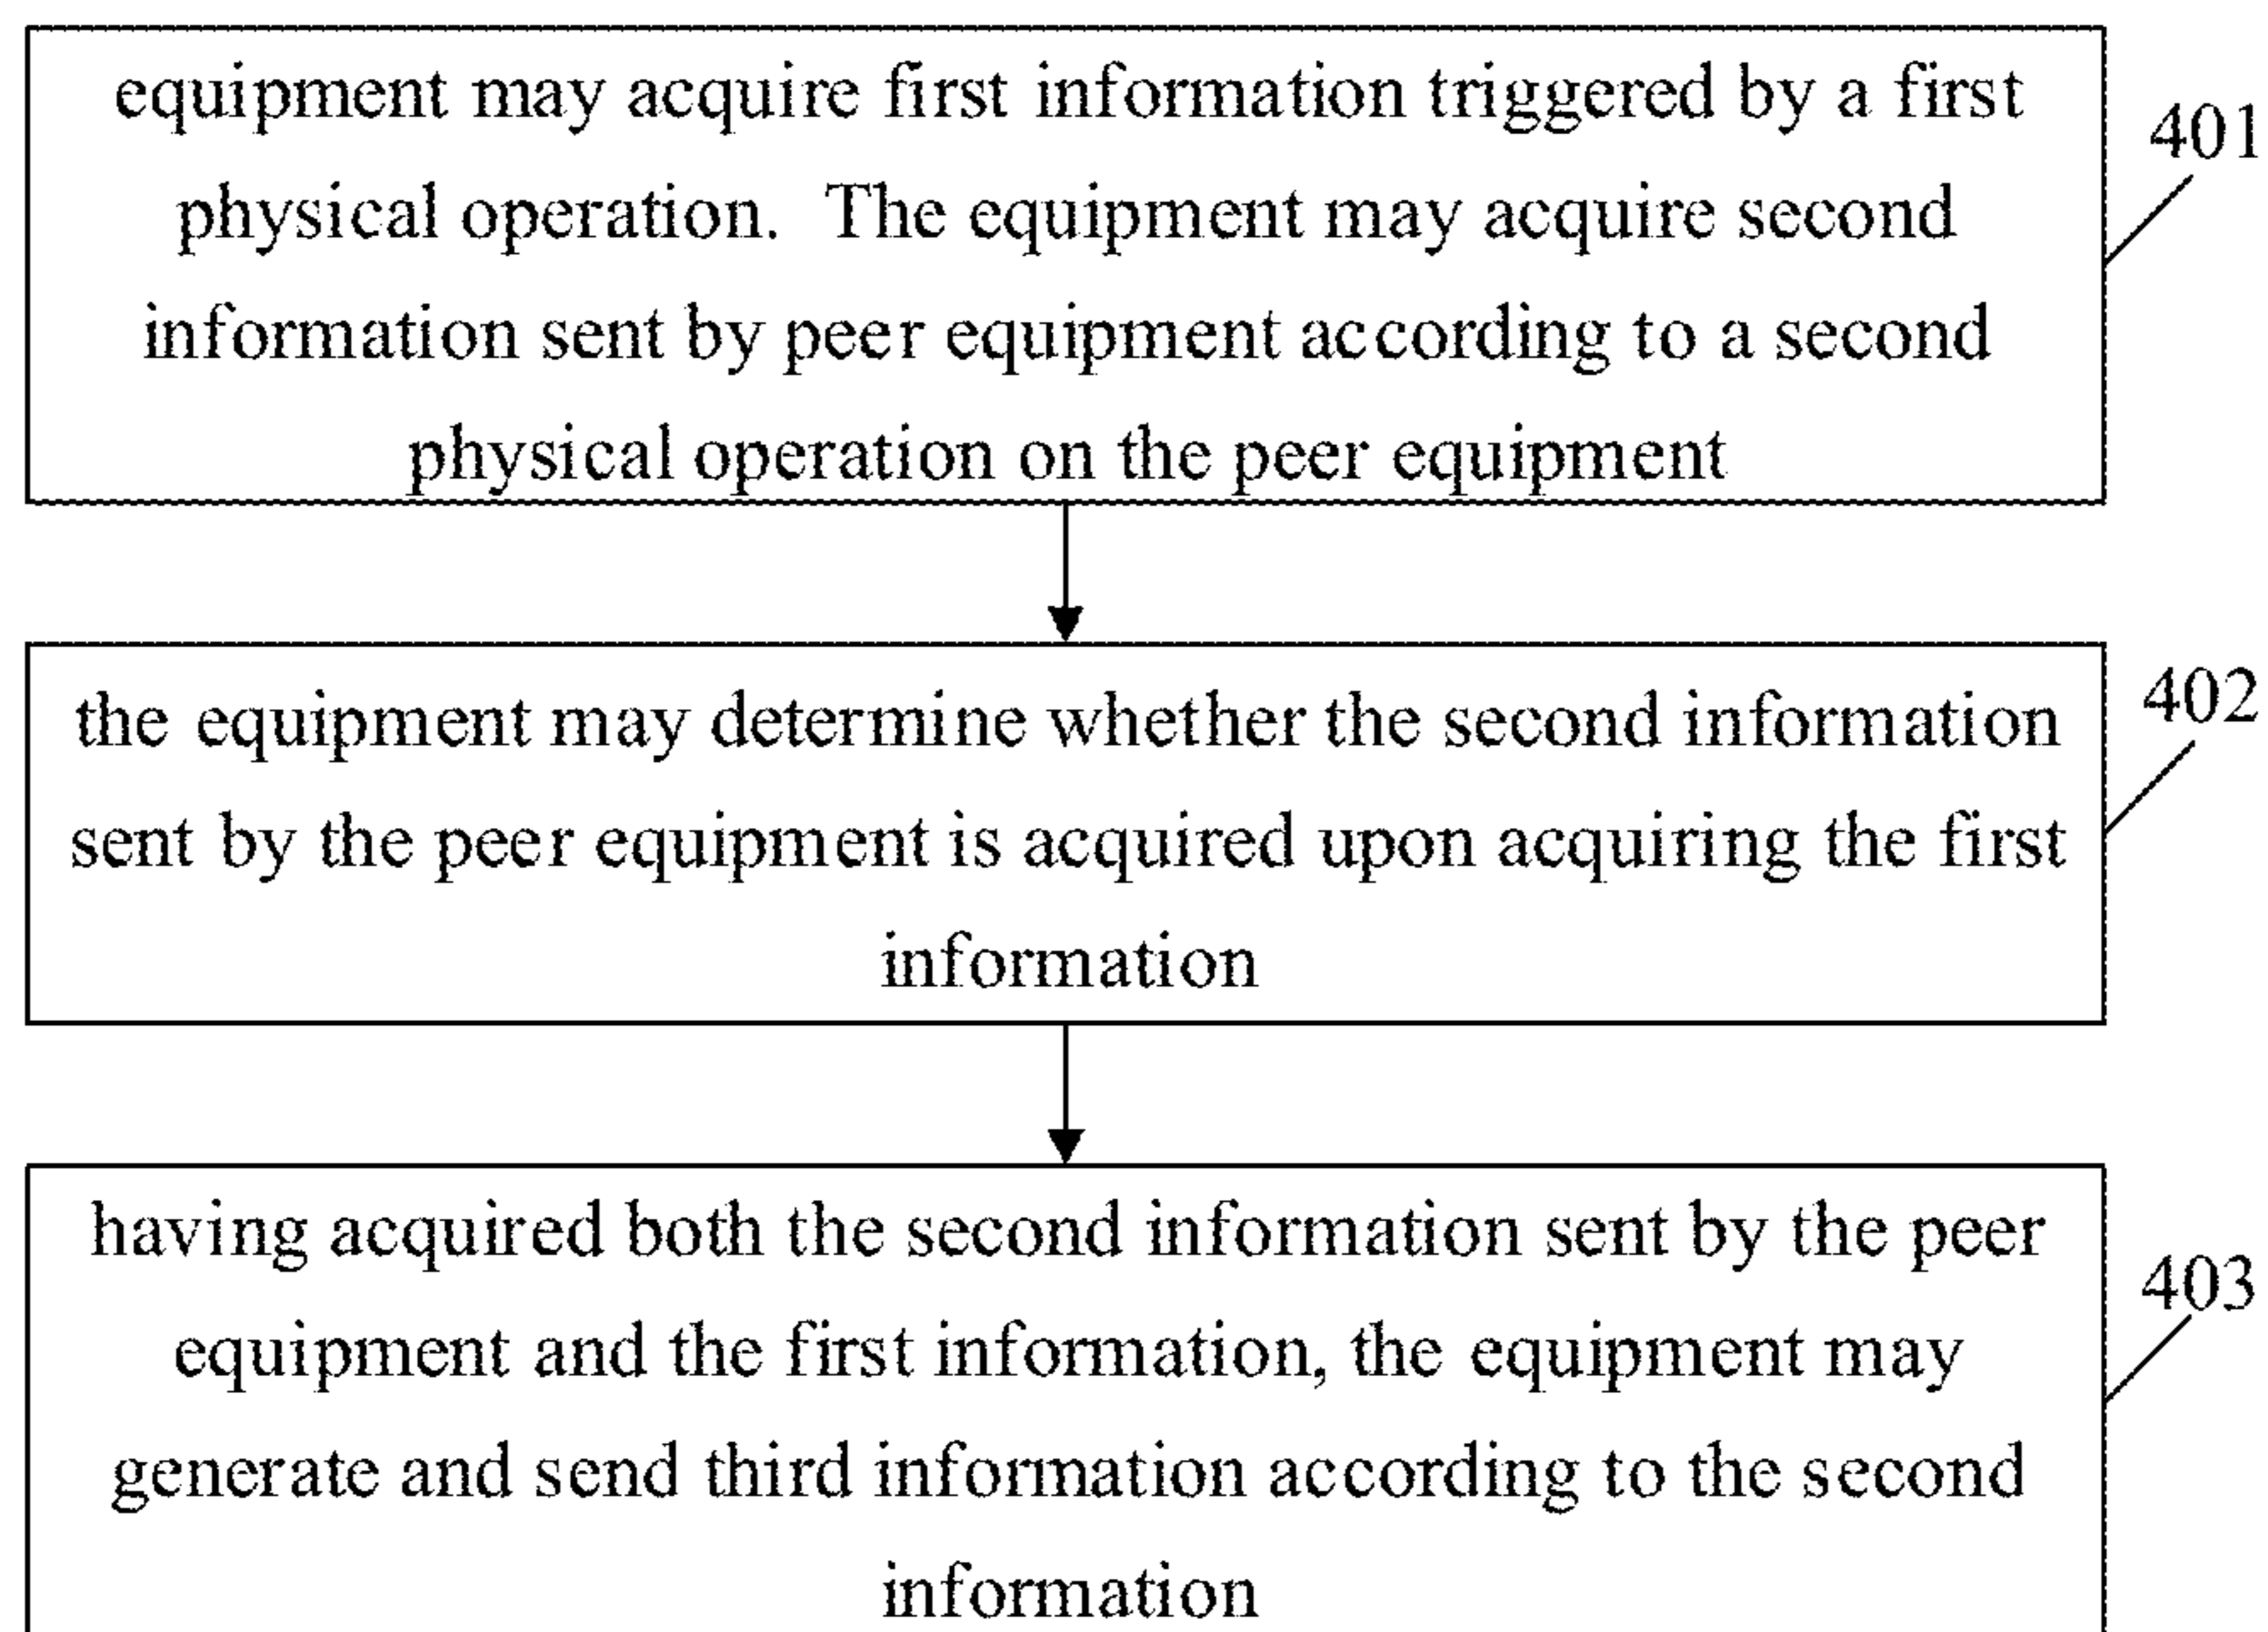 equipment may acquire first information triggered by a first
physical operation. The equipment may acquire second
information sent by peer equipment according to a second
physical operation on the peer equipment
401
the equipment may determine whether the second information
sent by the peer equipment is acquired upon acquiring the first
information
402
having acquired both the second information sent by the peer
equipment and the first information, the equipment may
generate and send third information according to the second
information
403